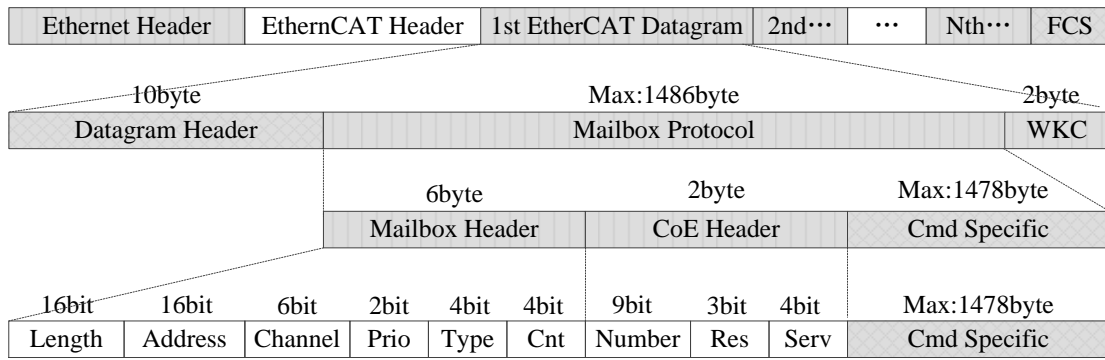 Ethernet Header EthernCAT Header 1st EtherCAT Datagram 2nd··· ··· Nth··· FCS
10byte Max:1486byte 2byte
Datagram Header Mailbox Protocol WKC
6byte 2byte Max:1478byte
Mailbox Header CoE Header Cmd Specific
16bit 16bit 6bit 2bit 4bit 4bit 9bit 3bit 4bit Max:1478byte
Length Address Channel Prio Type Cnt Number Res Serv Cmd Specific